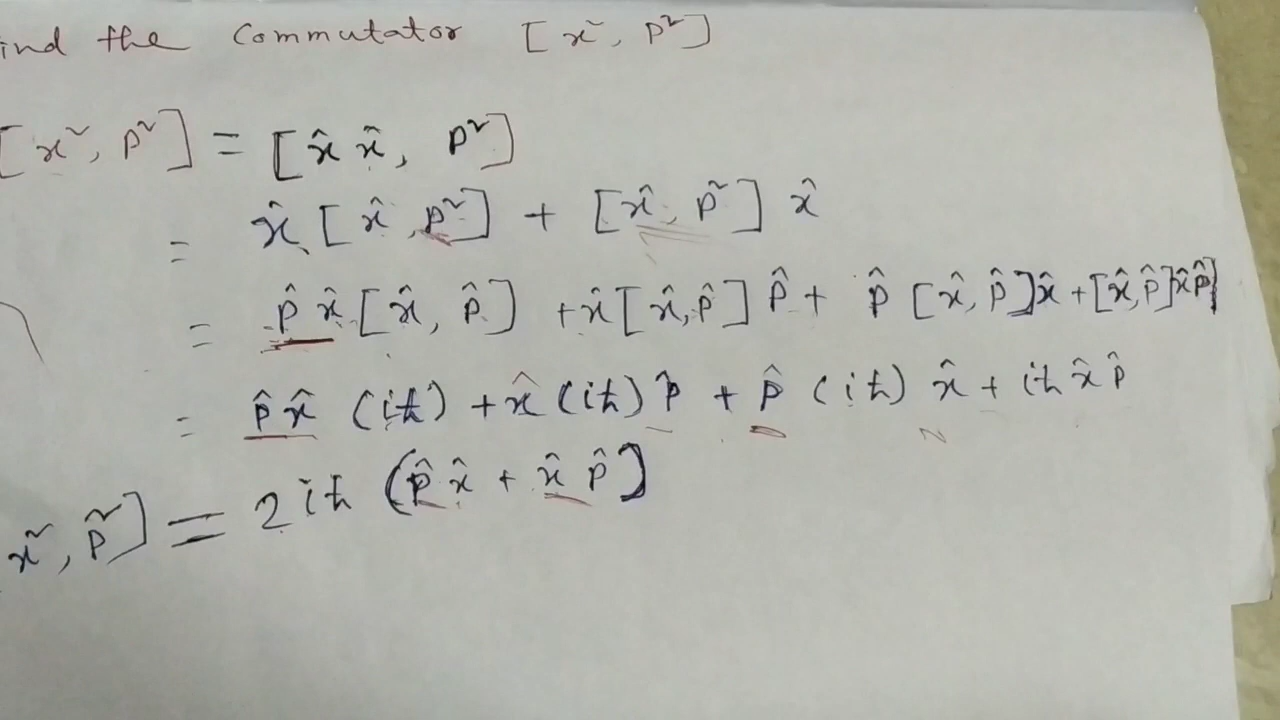 ind the Commutator [x², p²]
[x², p²] = [x̂ x̂, p²]
= x̂ [x̂, p²] + [x̂, p²] x̂
= p̂ x̂ [x̂, p̂] + x̂ [x̂, p̂] p̂ + p̂ [x̂, p̂] x̂ + [x̂, p̂] x̂ p̂
= p̂ x̂ (iħ) + x̂ (iħ) p̂ + p̂ (iħ) x̂ + iħ x̂ p̂
x², p̂²] = 2iħ (p̂ x̂ + x̂ p̂)